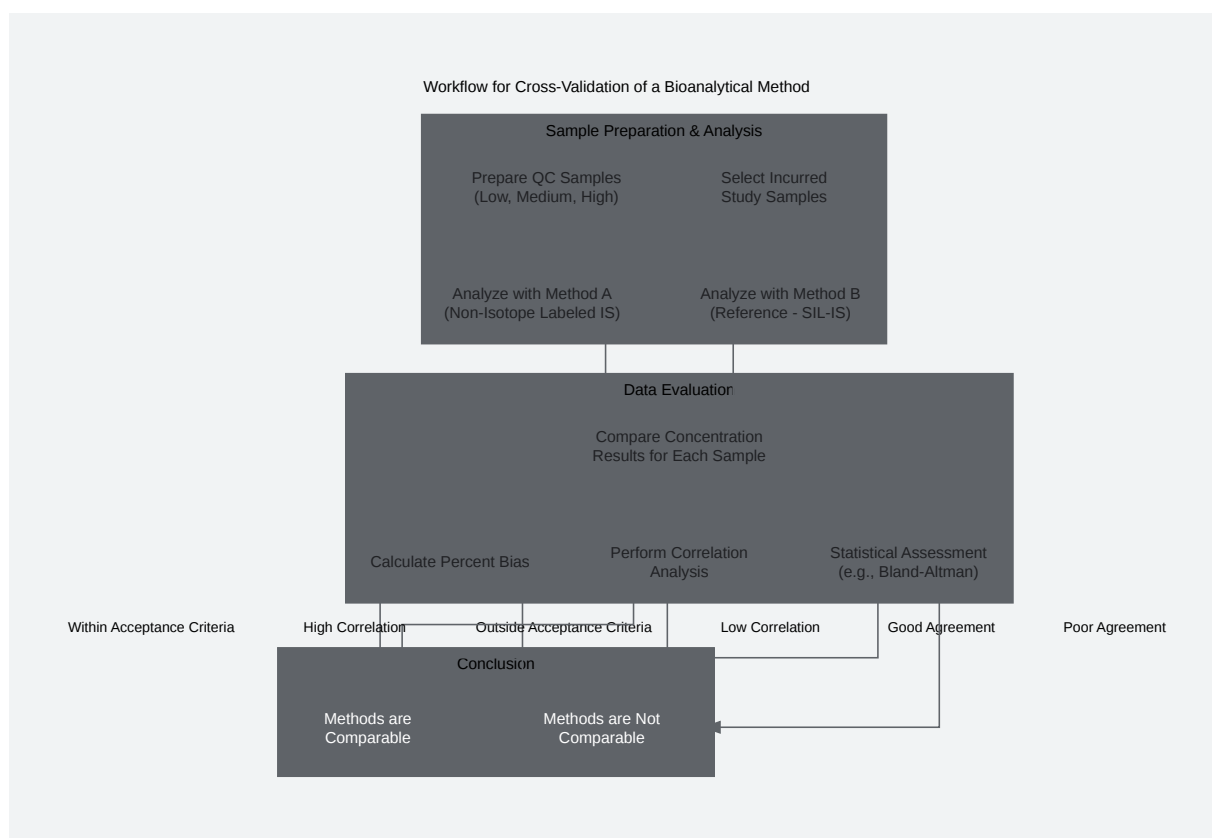 Workflow for Cross-Validation of a Bioanalytical Method
Sample Preparation & Analysis
Prepare QC Samples
(Low, Medium, High)
Select Incurred
Study Samples
Analyze with Method A
(Non-Isotope Labeled IS)
Analyze with Method B
(Reference - SIL-IS)
Data Evaluation
Compare Concentration
Results for Each Sample
Calculate Percent Bias
Perform Correlation
Analysis
Statistical Assessment
(e.g., Bland-Altman)
Within Acceptance Criteria
High Correlation
Outside Acceptance Criteria
Low Correlation
Good Agreement
Poor Agreement
Conclusion
Methods are
Comparable
Methods are Not
Comparable